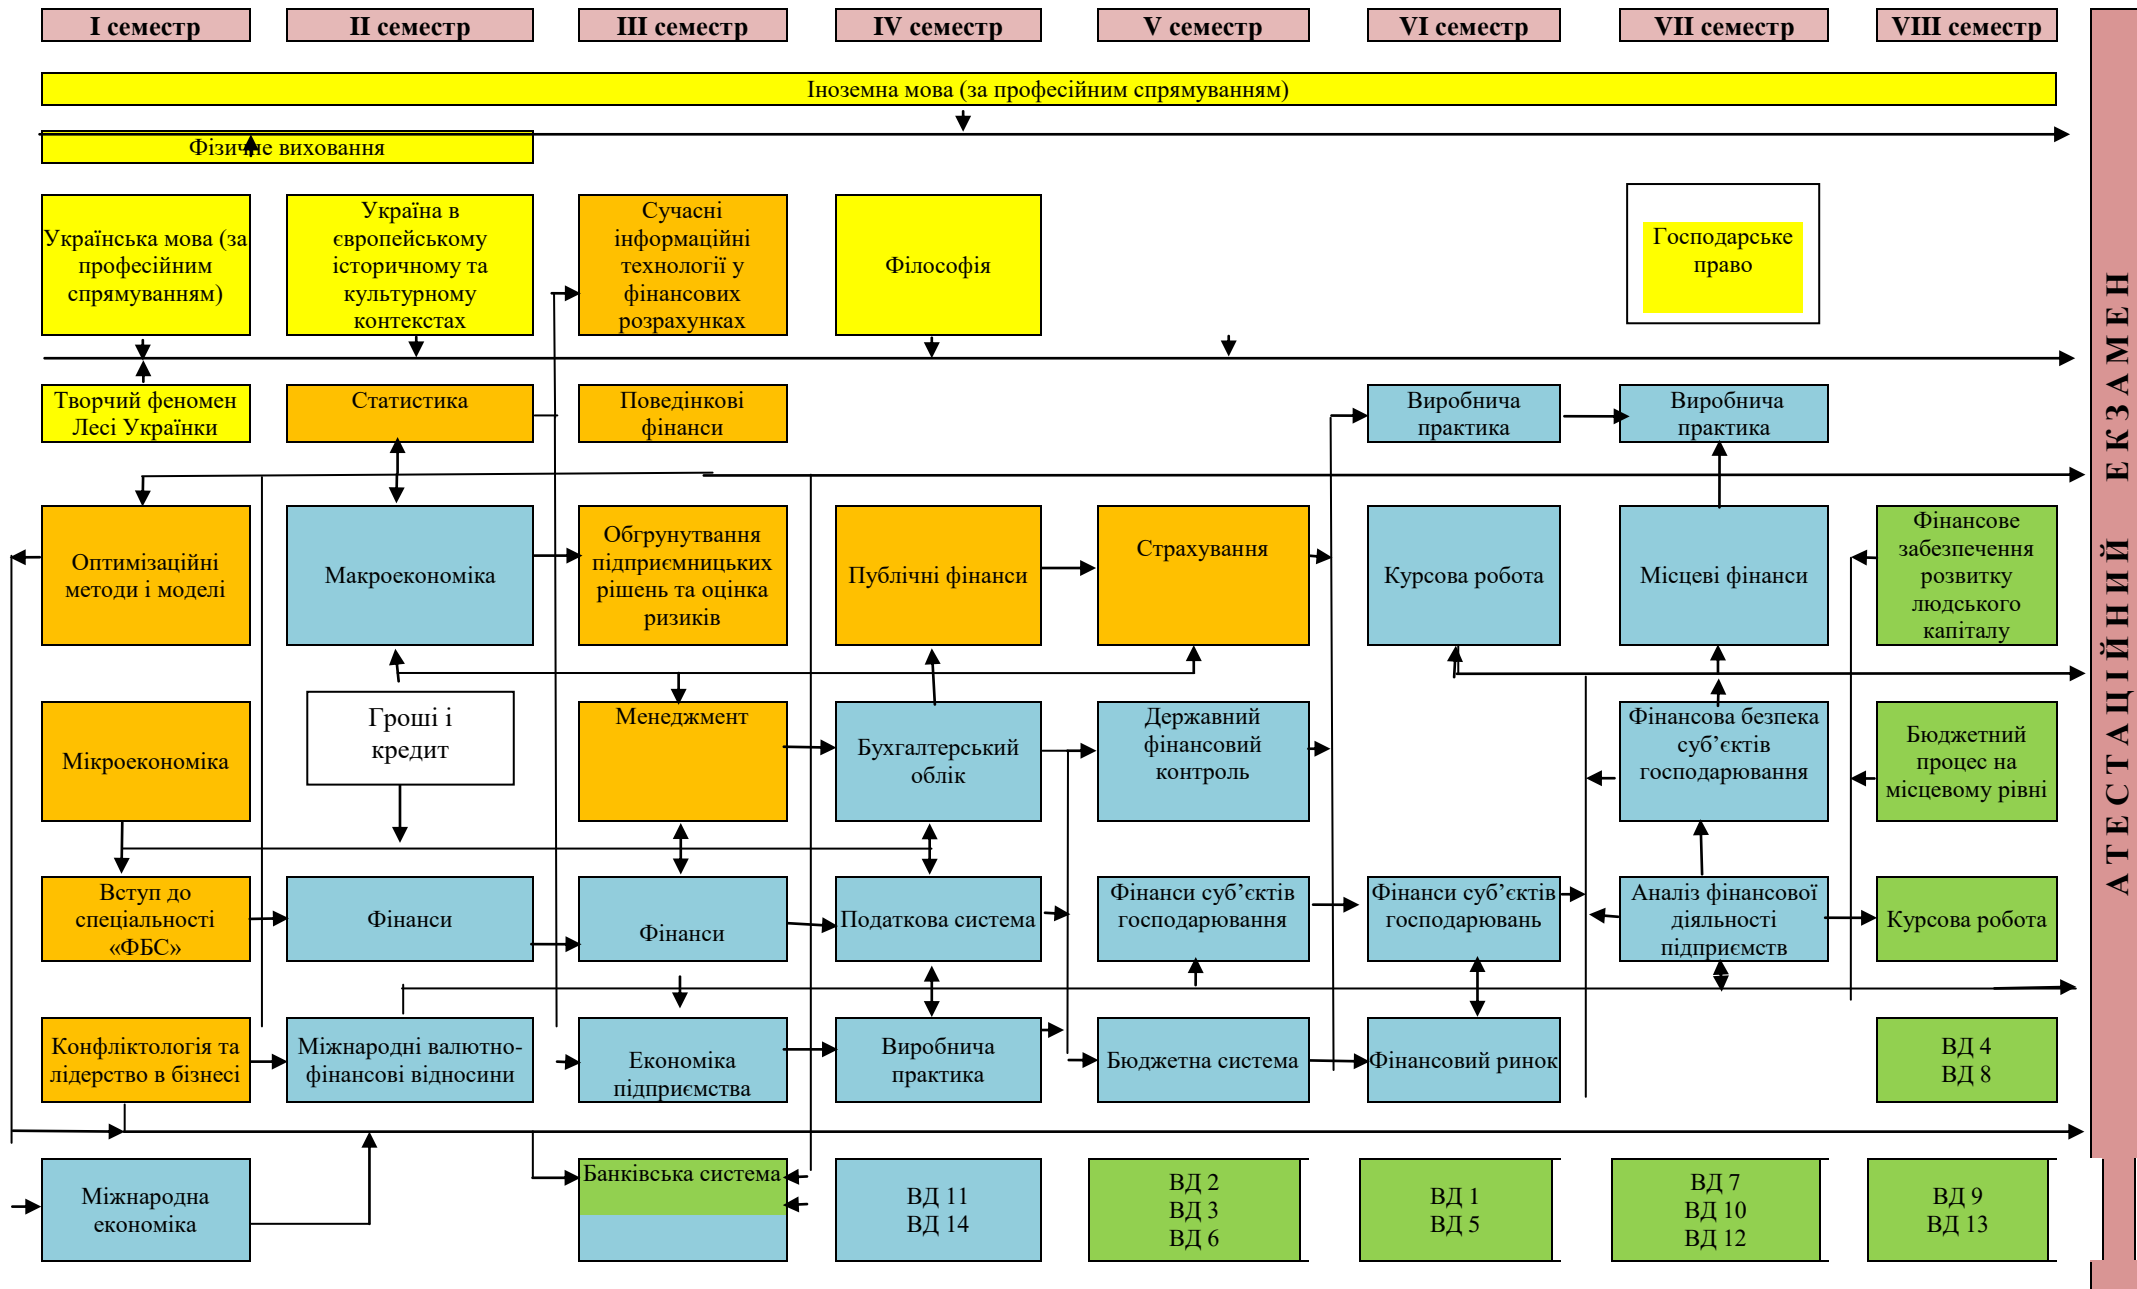 I семестр
II семестр
III семестр
IV семестр
V семестр
VI семестр
VII семестр
VIII семестр
Іноземна мова (за професійним спрямуванням)
Фізичне виховання
Українська мова (за
професійним
спрямуванням)
Україна в
європейському
історичному та
культурному
контекстах
Сучасні
інформаційні
технології у
фінансових
розрахунках
Філософія
Господарське
право
Творчий феномен
Лесі Українки
Статистика
Поведінкові
фінанси
Виробнича
практика
Виробнича
практика
Оптимізаційні
методи і моделі
Макроекономіка
Обгрунутвання
підприємницьких
рішень та оцінка
ризиків
Публічні фінанси
Страхування
Курсова робота
Місцеві фінанси
Фінансове
забезпечення
розвитку
людського
капіталу
Мікроекономіка
Гроші і
кредит
Менеджмент
Бухгалтерський
облік
Державний
фінансовий
контроль
Фінансова безпека
суб’єктів
господарювання
Бюджетний
процес на
місцевому рівні
Вступ до
спеціальності
«ФБС»
Фінанси
Фінанси
Податкова система
Фінанси суб’єктів
господарювання
Фінанси суб’єктів
господарювань
Аналіз фінансової
діяльності
підприємств
Курсова робота
Конфліктологія та
лідерство в бізнесі
Міжнародні валютно-
фінансові відносини
Економіка
підприємства
Виробнича
практика
Бюджетна система
Фінансовий ринок
ВД 4
ВД 8
Міжнародна
економіка
Банківська система
ВД 11
ВД 14
ВД 2
ВД 3
ВД 6
ВД 1
ВД 5
ВД 7
ВД 10
ВД 12
ВД 9
ВД 13
АТЕСТАЦІЙНИЙ ЕКЗАМЕН